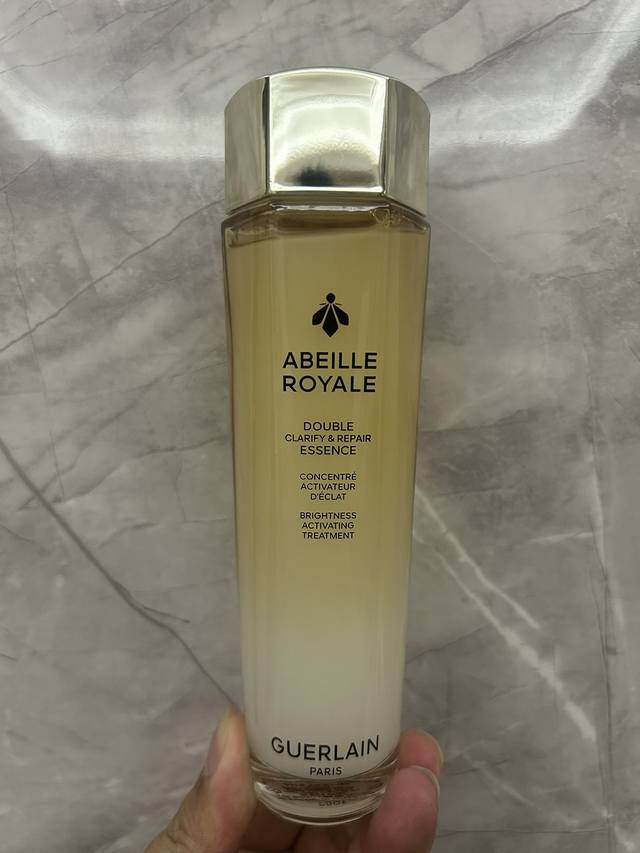 ABEILLE
ROYALE
DOUBLE
CLARIFY & REPAIR
ESSENCE
CONCENTRÉ
ACTIVATEUR
D'ÉCLAT
BRIGHTNESS
ACTIVATING
TREATMENT
GUERLAIN
PARIS